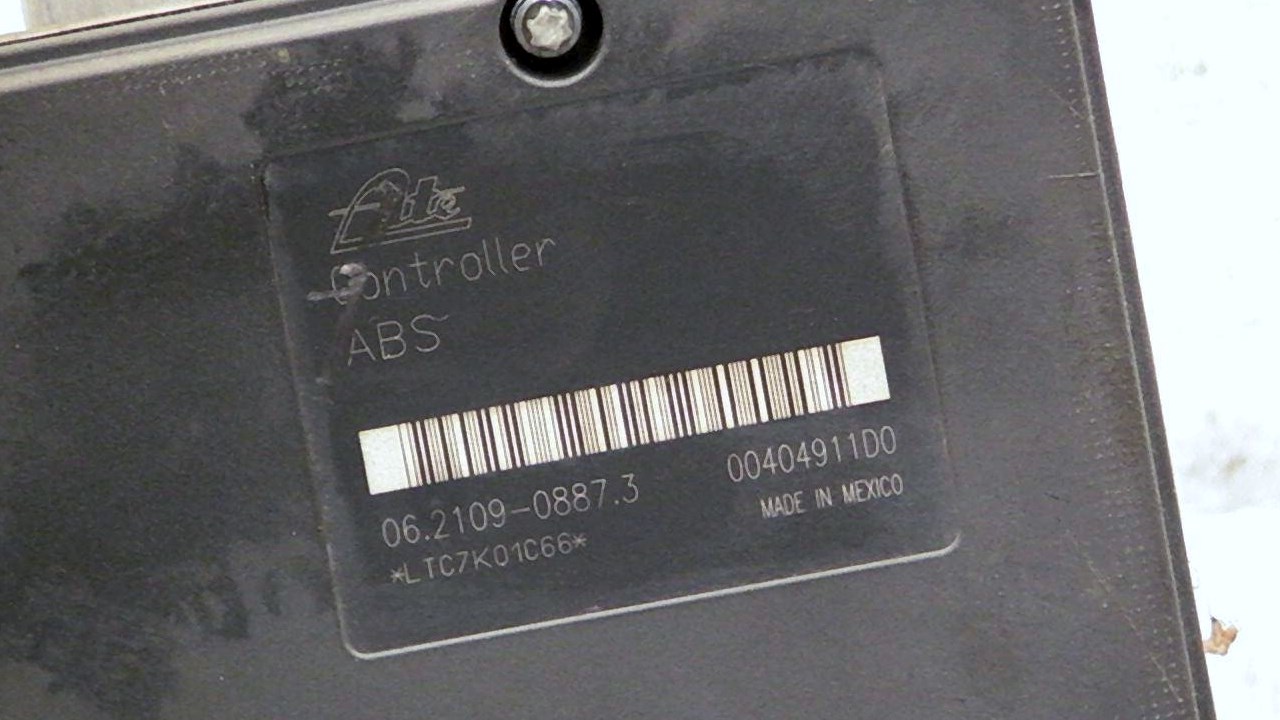 Ate
Controller
ABS
06.2109-0887.3
00404911D0
*LTC7K01C66*
MADE IN MEXICO